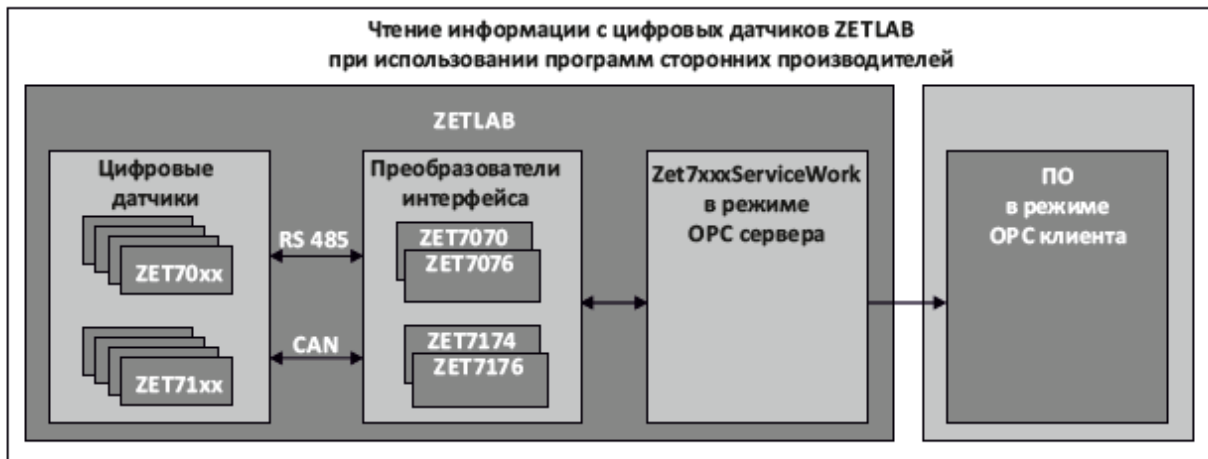 Чтение информации с цифровых датчиков ZETLAB
при использовании программ сторонних производителей
ZETLAB
Цифровые
датчики
ZET70xx
ZET71xx
RS 485
CAN
Преобразователи
интерфейса
ZET7070
ZET7076
ZET7174
ZET7176
Zet7xxxServiceWork
в режиме
OPC сервера
ПО
в режиме
OPC клиента